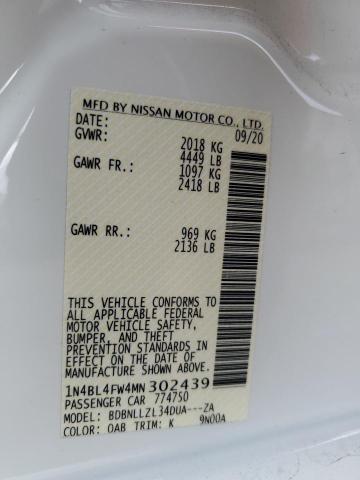 MFD BY NISSAN MOTOR CO., LTD.
DATE: 09/20
GVWR: 2018 KG
4449 LB
GAWR FR.: 1097 KG
2418 LB
GAWR RR.: 969 KG
2136 LB
THIS VEHICLE CONFORMS TO
ALL APPLICABLE FEDERAL
MOTOR VEHICLE SAFETY,
BUMPER, AND THEFT
PREVENTION STANDARDS
IN EFFECT ON THE DATE OF
MANUFACTURE SHOWN ABOVE.
1N4BL4FW4MN302439
PASSENGER CAR 774750
MODEL: BDBNLLZL34DUA---ZA
COLOR: QAB TRIM: K 9N00A